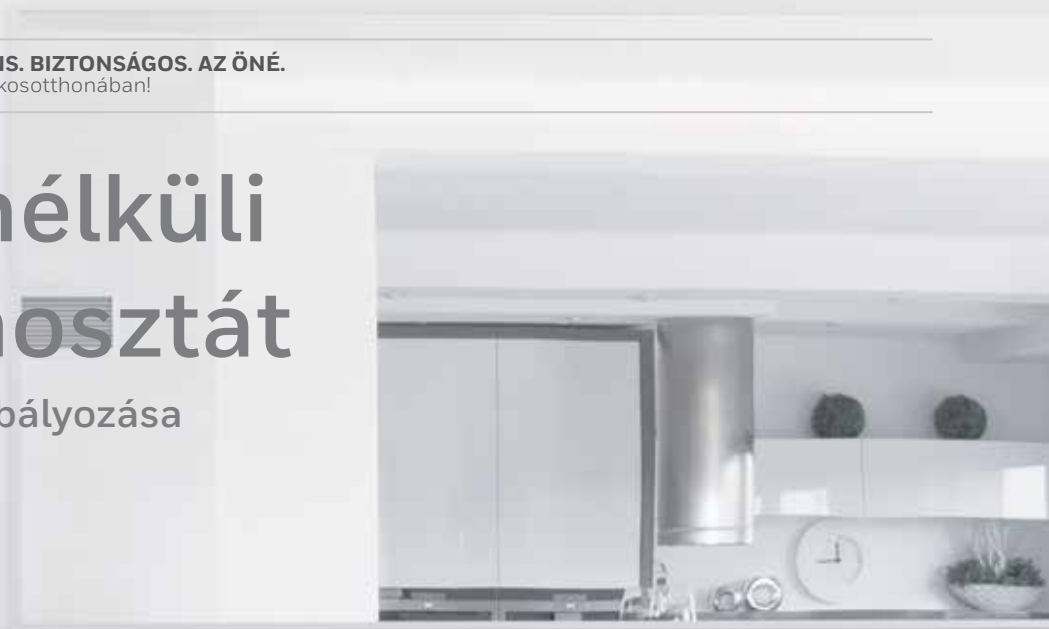 IS. BIZTONSÁGOS. AZ ÖNÉ.
kosotthonában!
nélküli
nosztát
bályozása